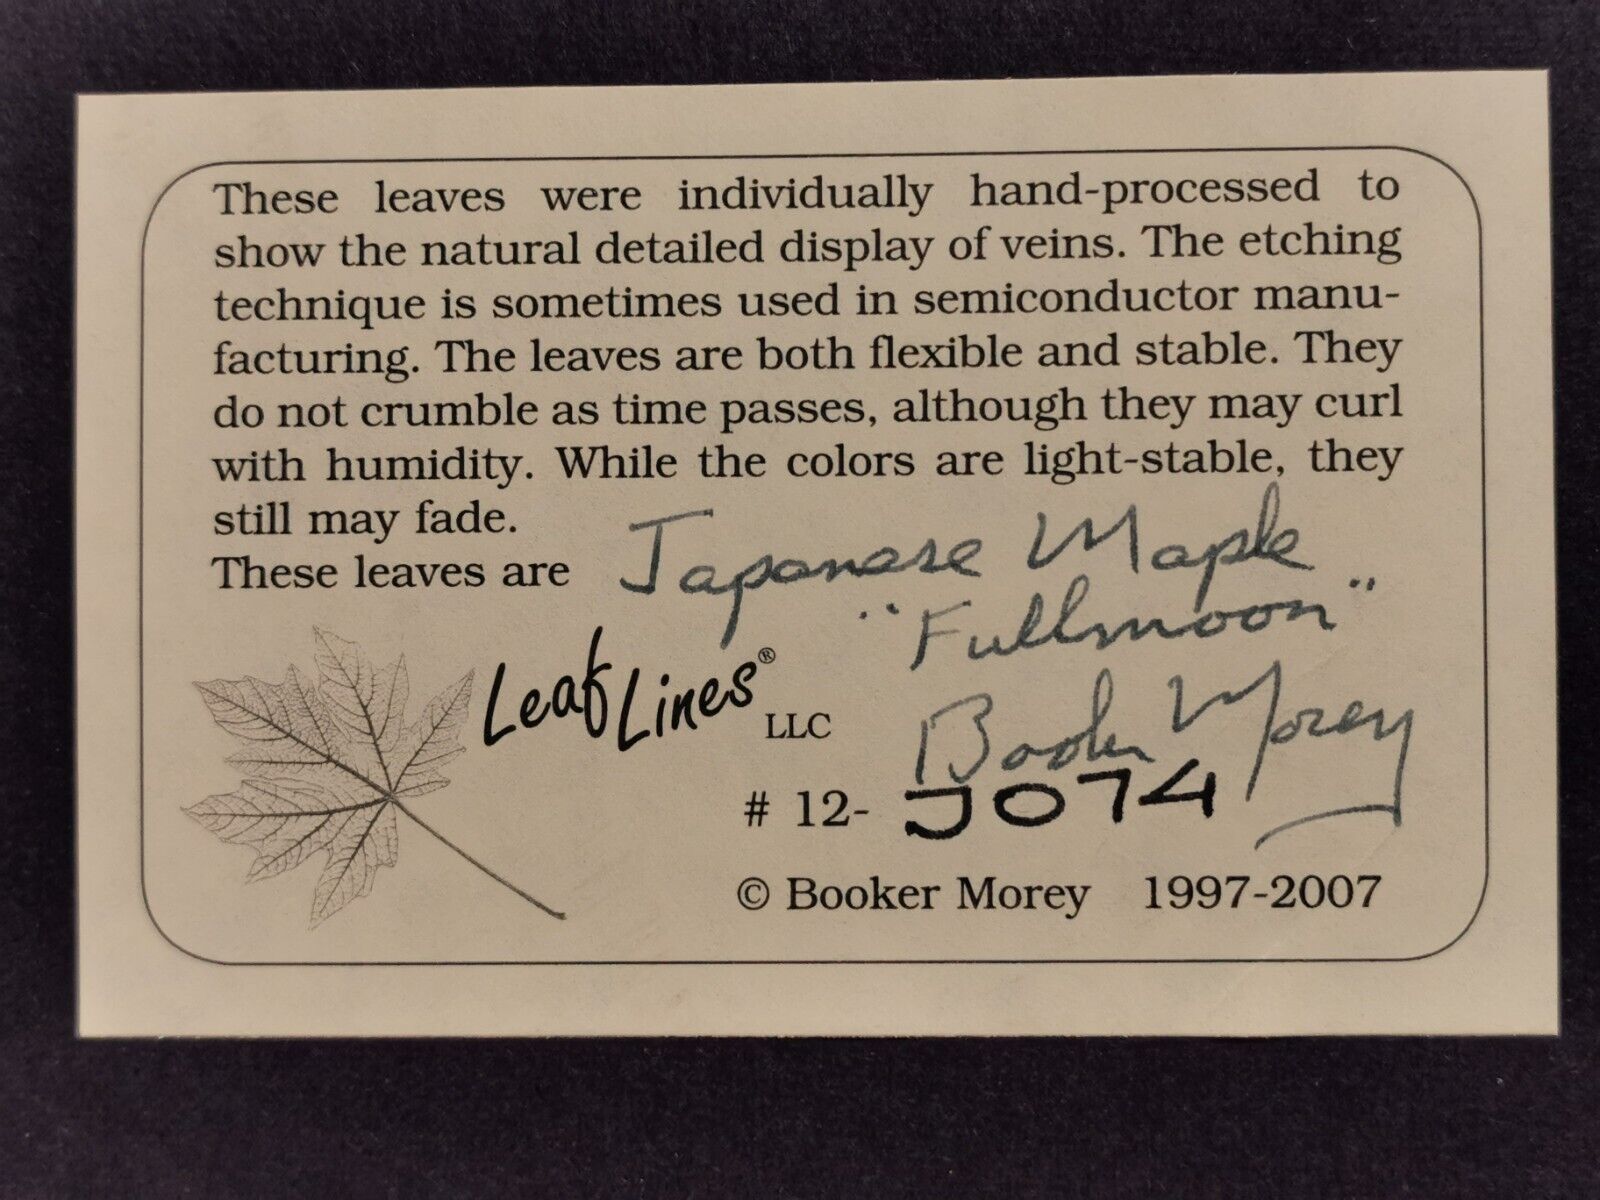 These leaves were individually hand-processed to
show the natural detailed display of veins. The etching
technique is sometimes used in semiconductor manu-
facturing. The leaves are both flexible and stable. They
do not crumble as time passes, although they may curl
with humidity. While the colors are light-stable, they
still may fade.
These leaves are Japanese Maple
"Fullmoon"
Leaf Lines® LLC
Booker Morey
# 12-J074
© Booker Morey 1997-2007